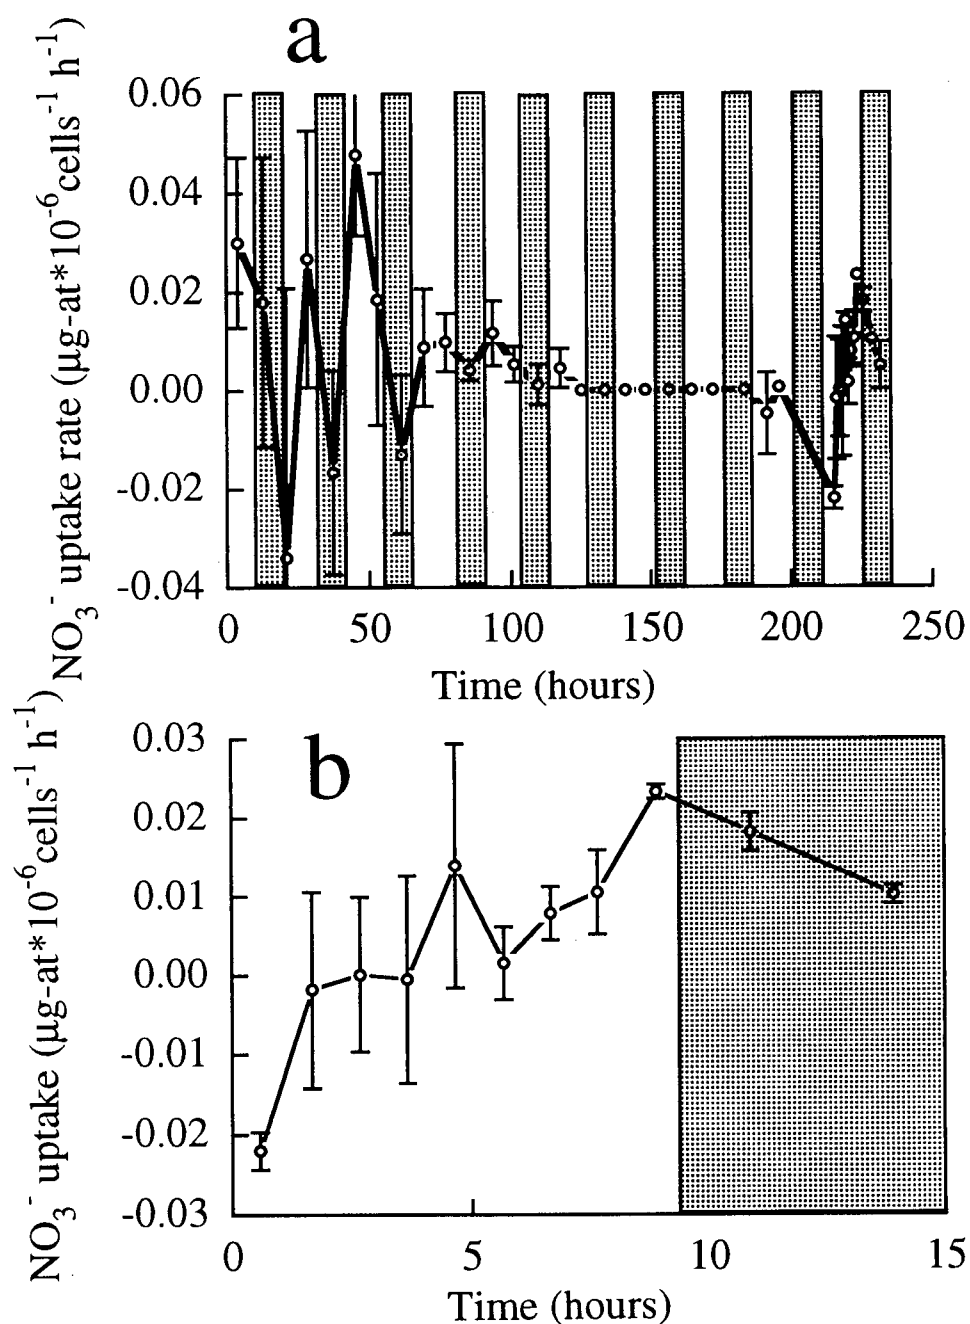 a
NO₃⁻ uptake rate (µg-at*10⁻⁶cells⁻¹ h⁻¹)
0.06
0.04
0.02
0.00
-0.02
-0.04
0 50 100 150 200 250
Time (hours)
b
NO₃⁻ uptake (µg-at*10⁻⁶cells⁻¹ h⁻¹)
0.03
0.02
0.01
0.00
-0.01
-0.02
-0.03
0 5 10 15
Time (hours)